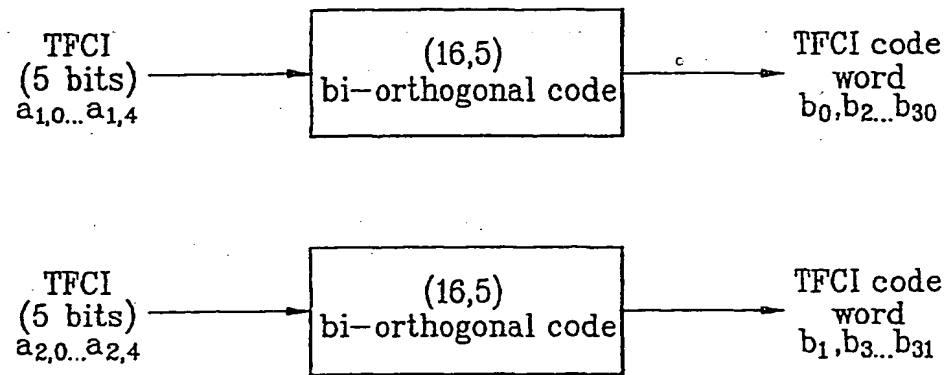 TFCI
(5 bits)
a1,0...a1,4
(16,5)
bi-orthogonal code
c
TFCI code
word
b0,b2...b30
TFCI
(5 bits)
a2,0...a2,4
(16,5)
bi-orthogonal code
TFCI code
word
b1,b3...b31